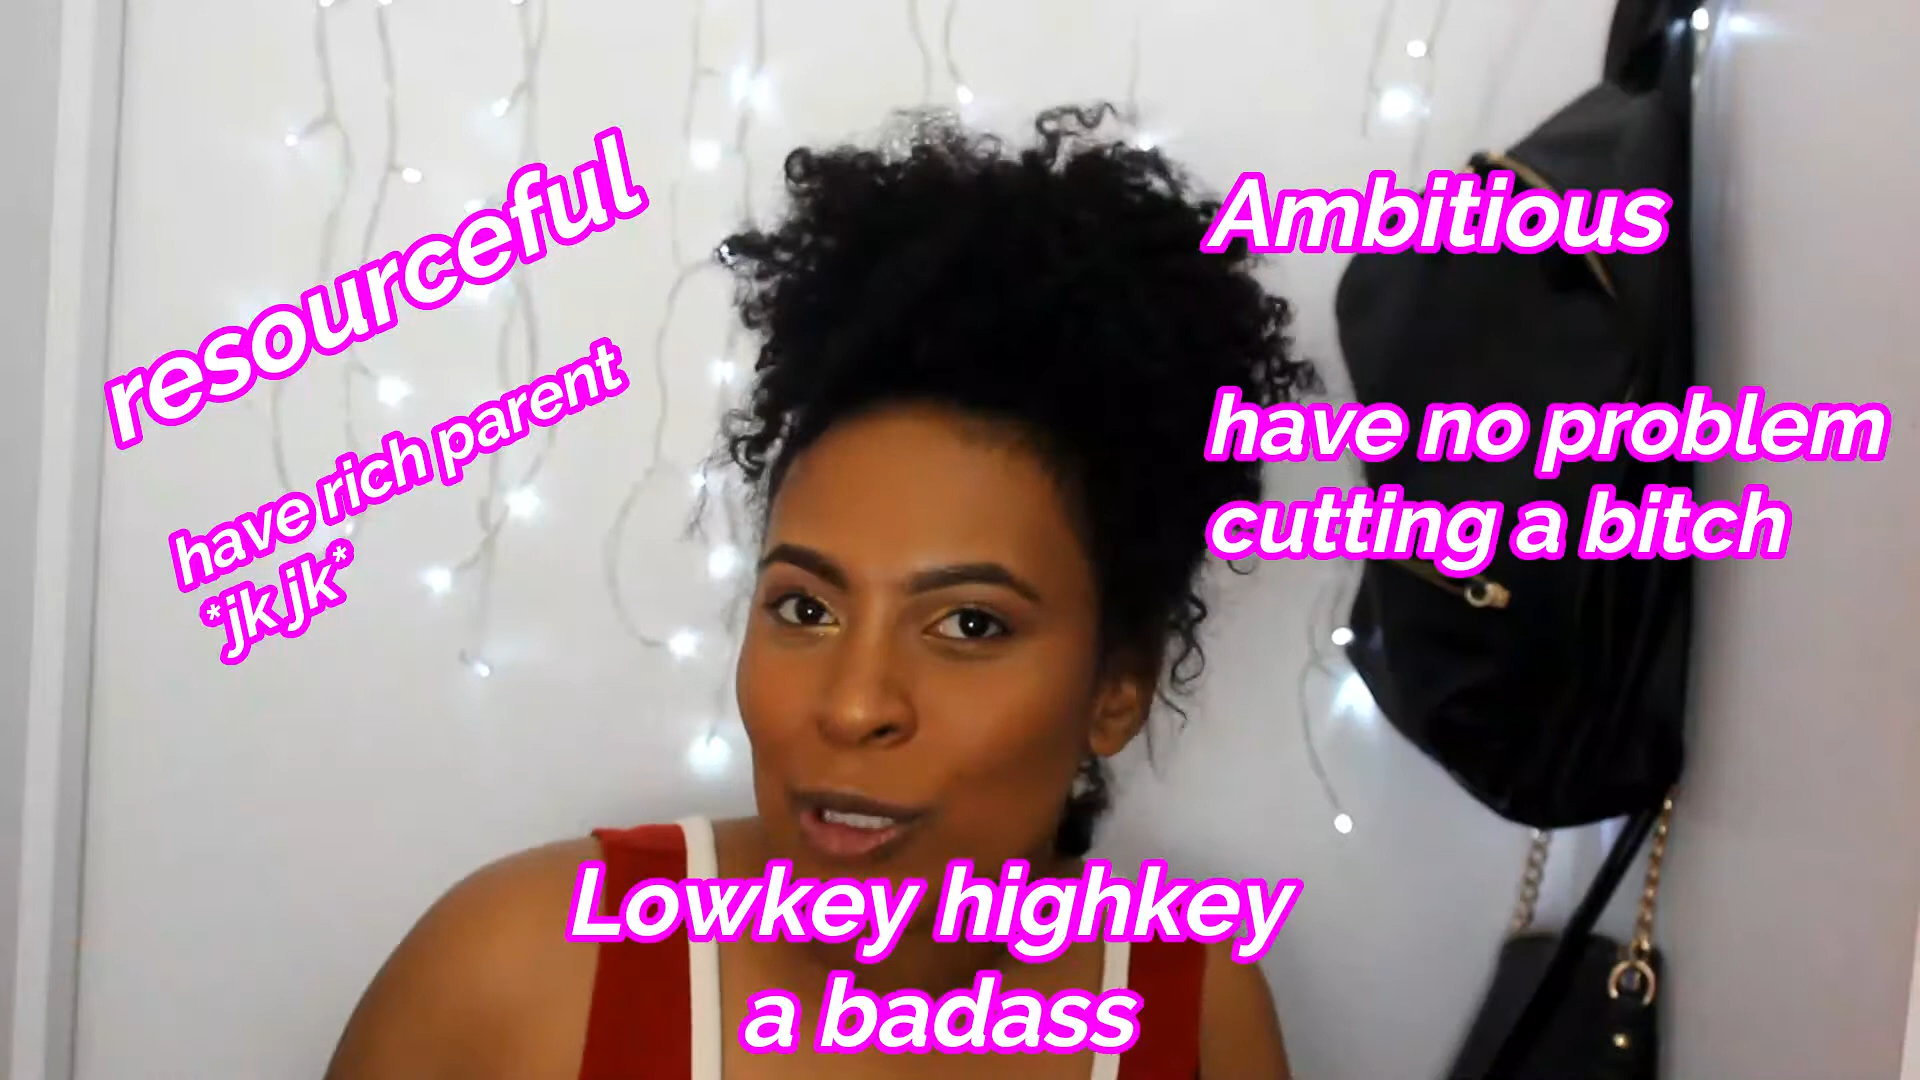 resourceful
have rich parent
*jk jk*
Ambitious
have no problem
cutting a bitch
Lowkey highkey
a badass